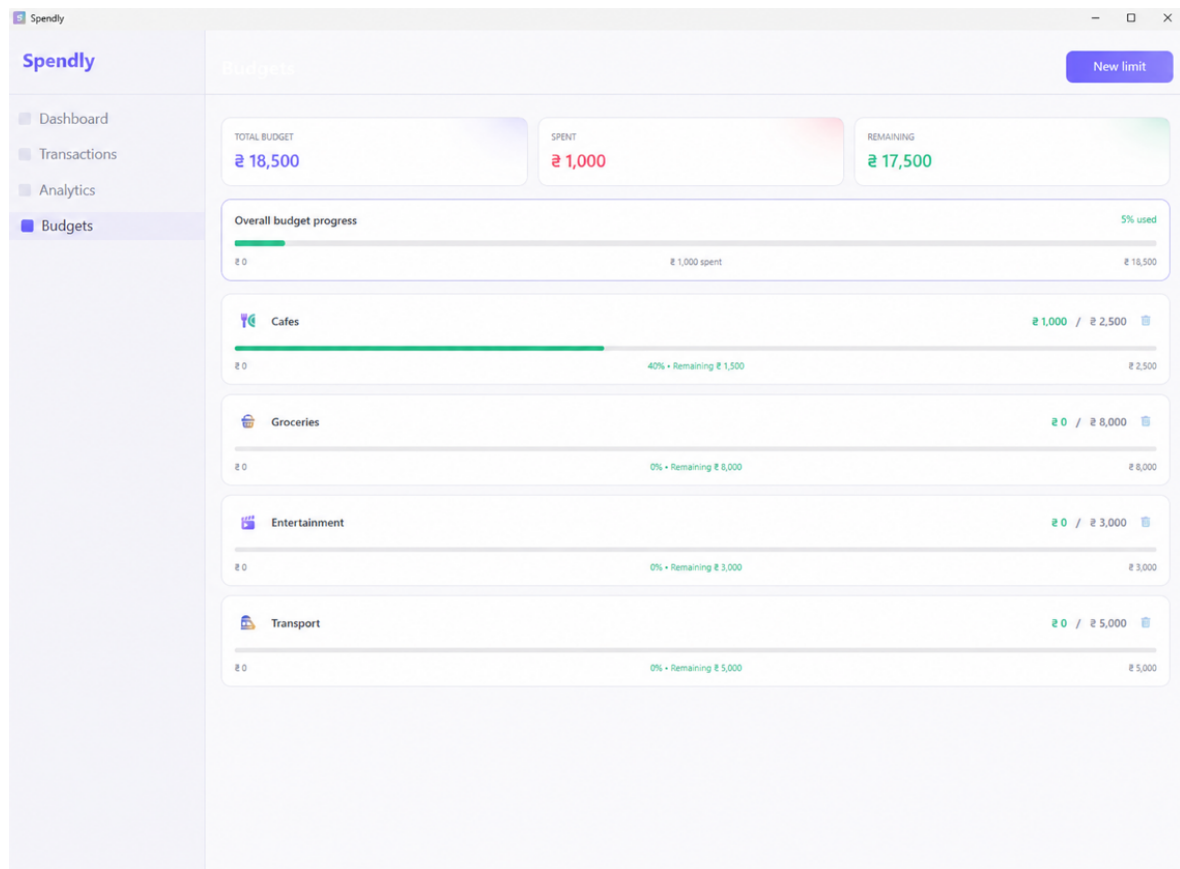 Spendly
Spendly
Budgets
New limit
Dashboard
Transactions
Analytics
Budgets
TOTAL BUDGET
₴ 18,500
SPENT
₴ 1,000
REMAINING
₴ 17,500
Overall budget progress 5% used
₴ 0 ₴ 1,000 spent ₴ 18,500
Cafes ₴ 1,000 / ₴ 2,500
₴ 0 40% • Remaining ₴ 1,500 ₴ 2,500
Groceries ₴ 0 / ₴ 8,000
₴ 0 0% • Remaining ₴ 8,000 ₴ 8,000
Entertainment ₴ 0 / ₴ 3,000
₴ 0 0% • Remaining ₴ 3,000 ₴ 3,000
Transport ₴ 0 / ₴ 5,000
₴ 0 0% • Remaining ₴ 5,000 ₴ 5,000